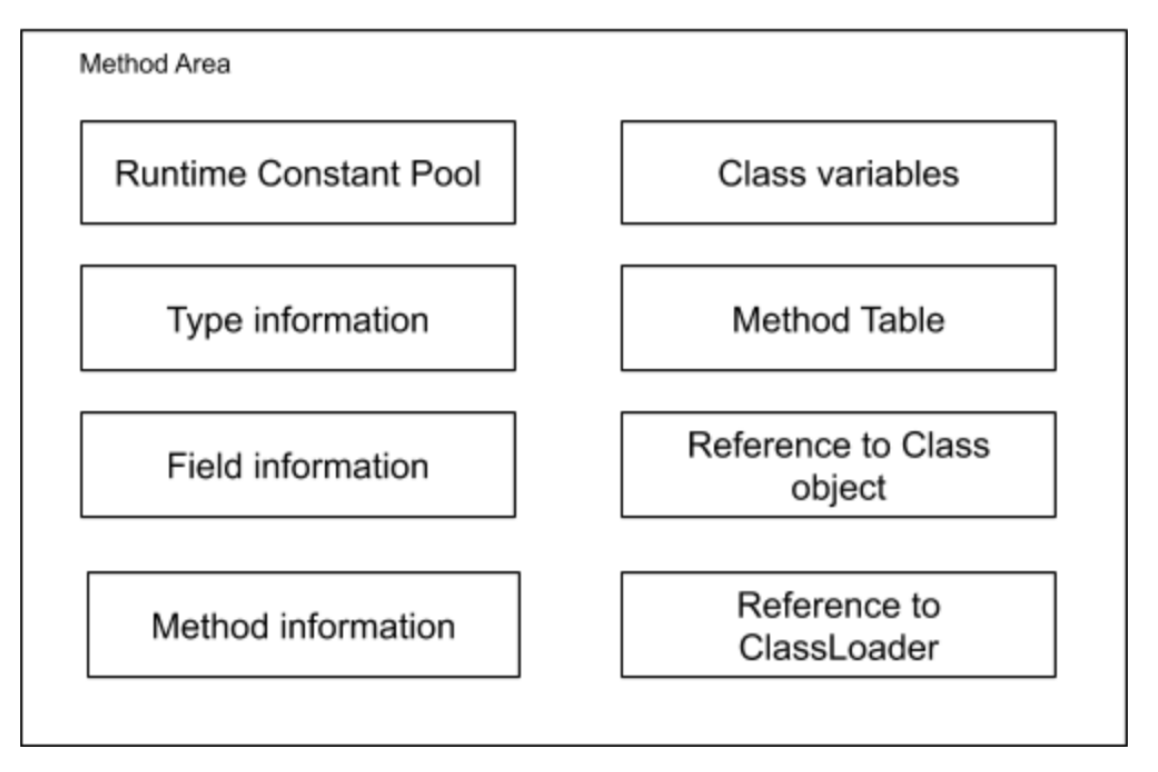 Method Area
Runtime Constant Pool
Class variables
Type information
Method Table
Field information
Reference to Class
object
Method information
Reference to
ClassLoader